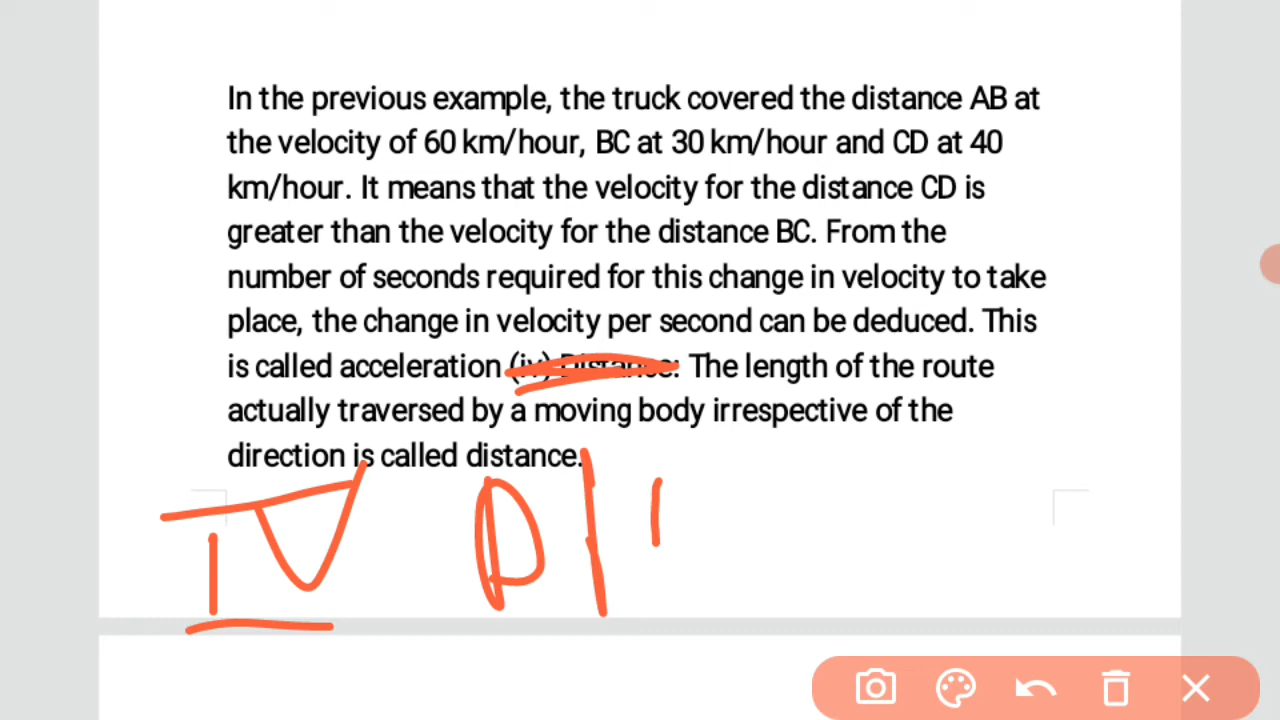 In the previous example, the truck covered the distance AB at
the velocity of 60 km/hour, BC at 30 km/hour and CD at 40
km/hour. It means that the velocity for the distance CD is
greater than the velocity for the distance BC. From the
number of seconds required for this change in velocity to take
place, the change in velocity per second can be deduced. This
is called acceleration (iv) Distance: The length of the route
actually traversed by a moving body irrespective of the
direction is called distance.
IV D